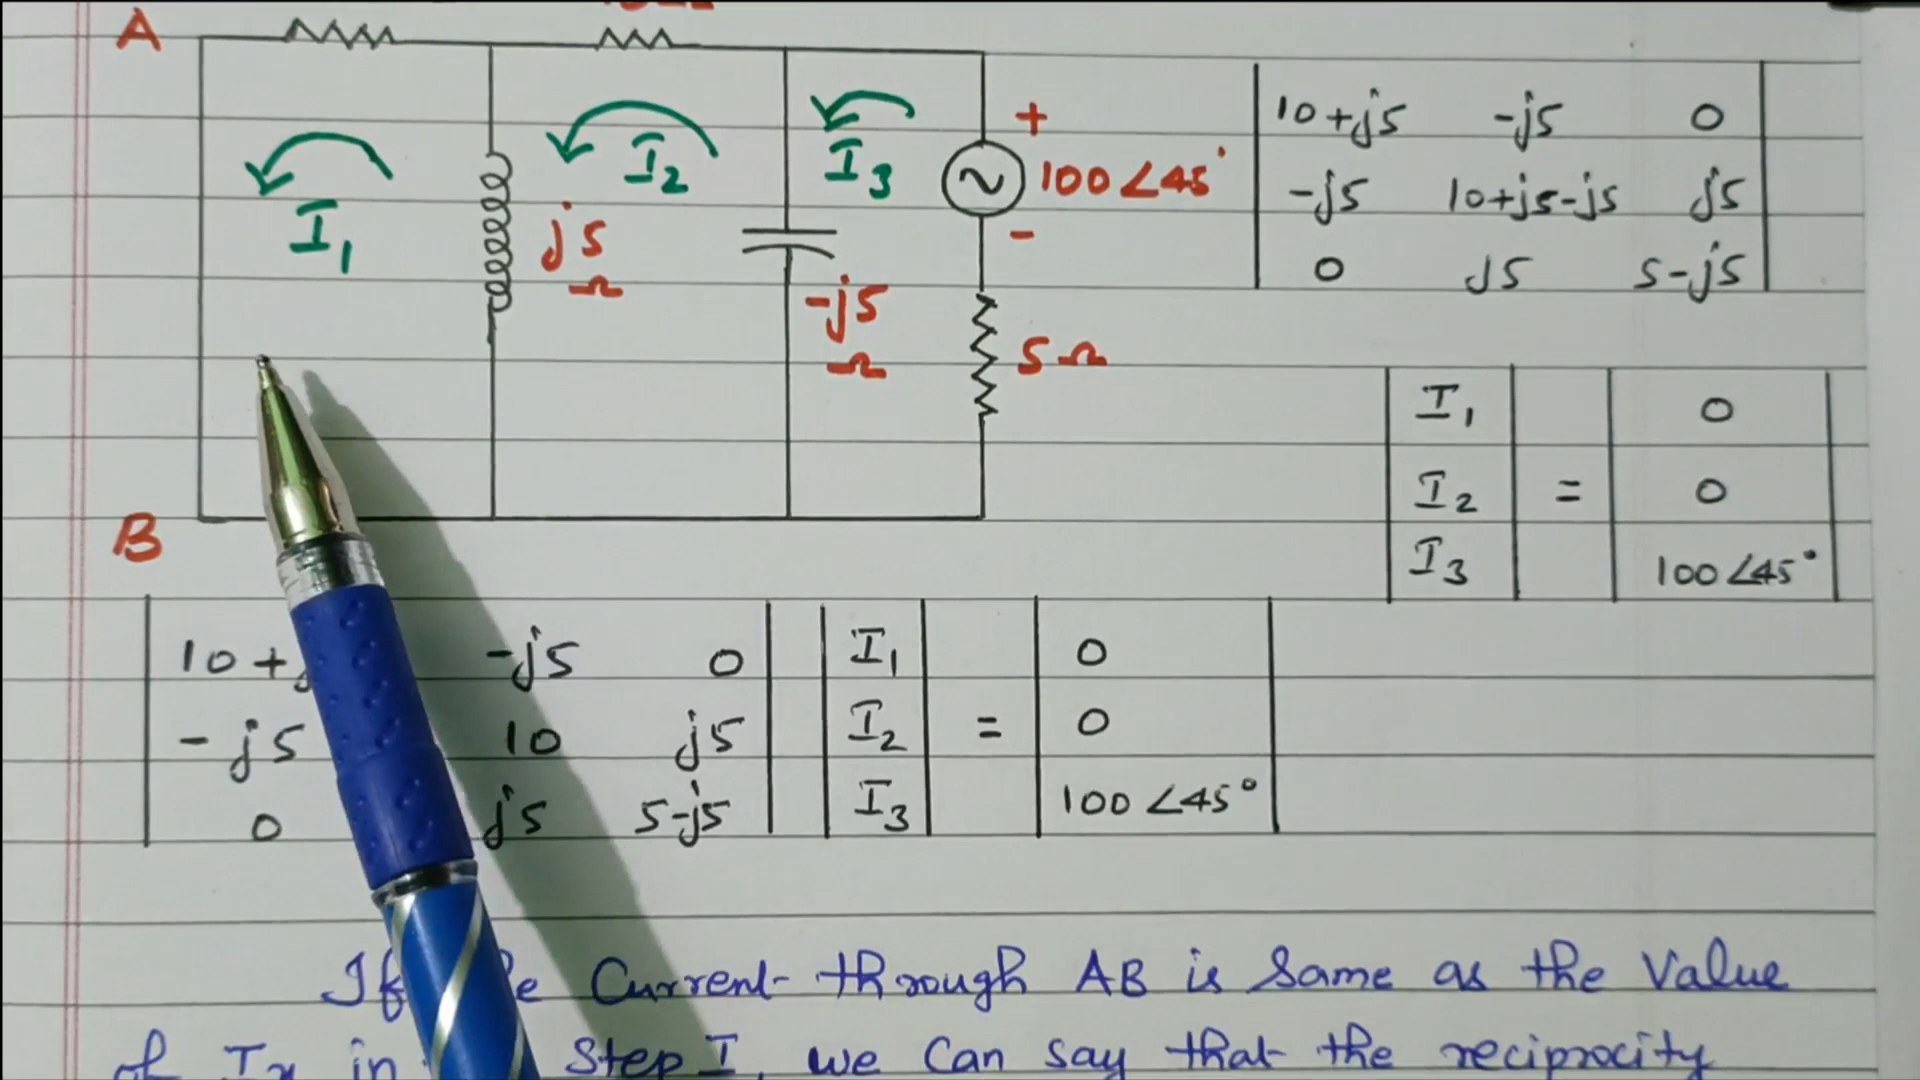 A
I1
I2
I3
j5
Ω
-j5
Ω
+
100∠45°
-
5Ω
B
10+j5 -j5 0
-j5 10+j5-j5 j5
0 j5 5-j5
I1 0
I2 = 0
I3 100∠45°
10+j -j5 0 I1 0
-j5 10 j5 I2 = 0
0 j5 5-j5 I3 100∠45°
If Current through AB is Same as the Value
of in Step I, we Can say that the reciprocity